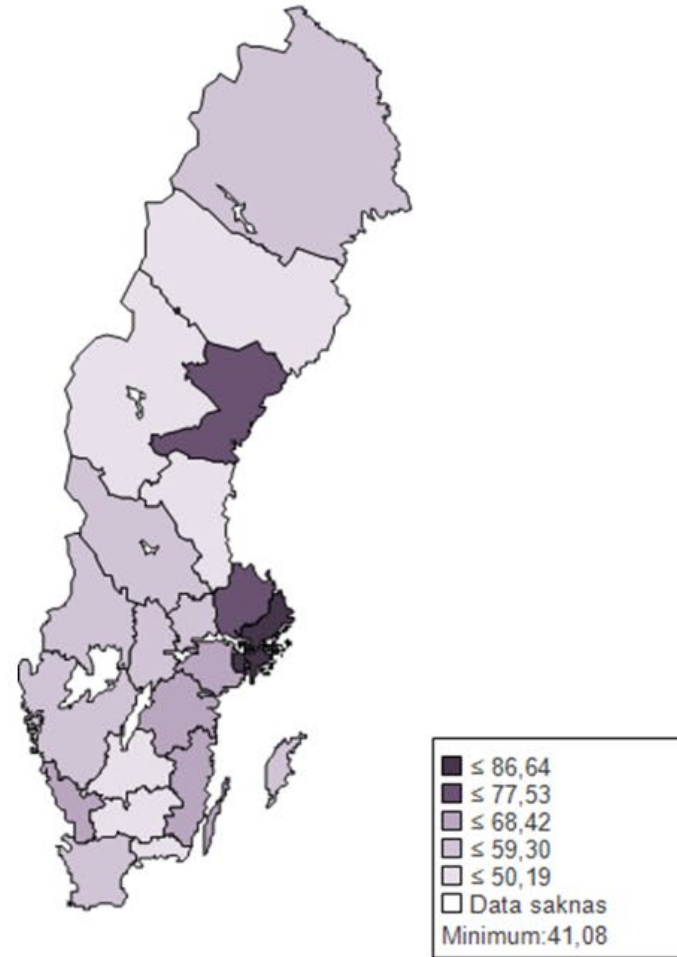 ≤ 86,64
≤ 77,53
≤ 68,42
≤ 59,30
≤ 50,19
Data saknas
Minimum:41,08